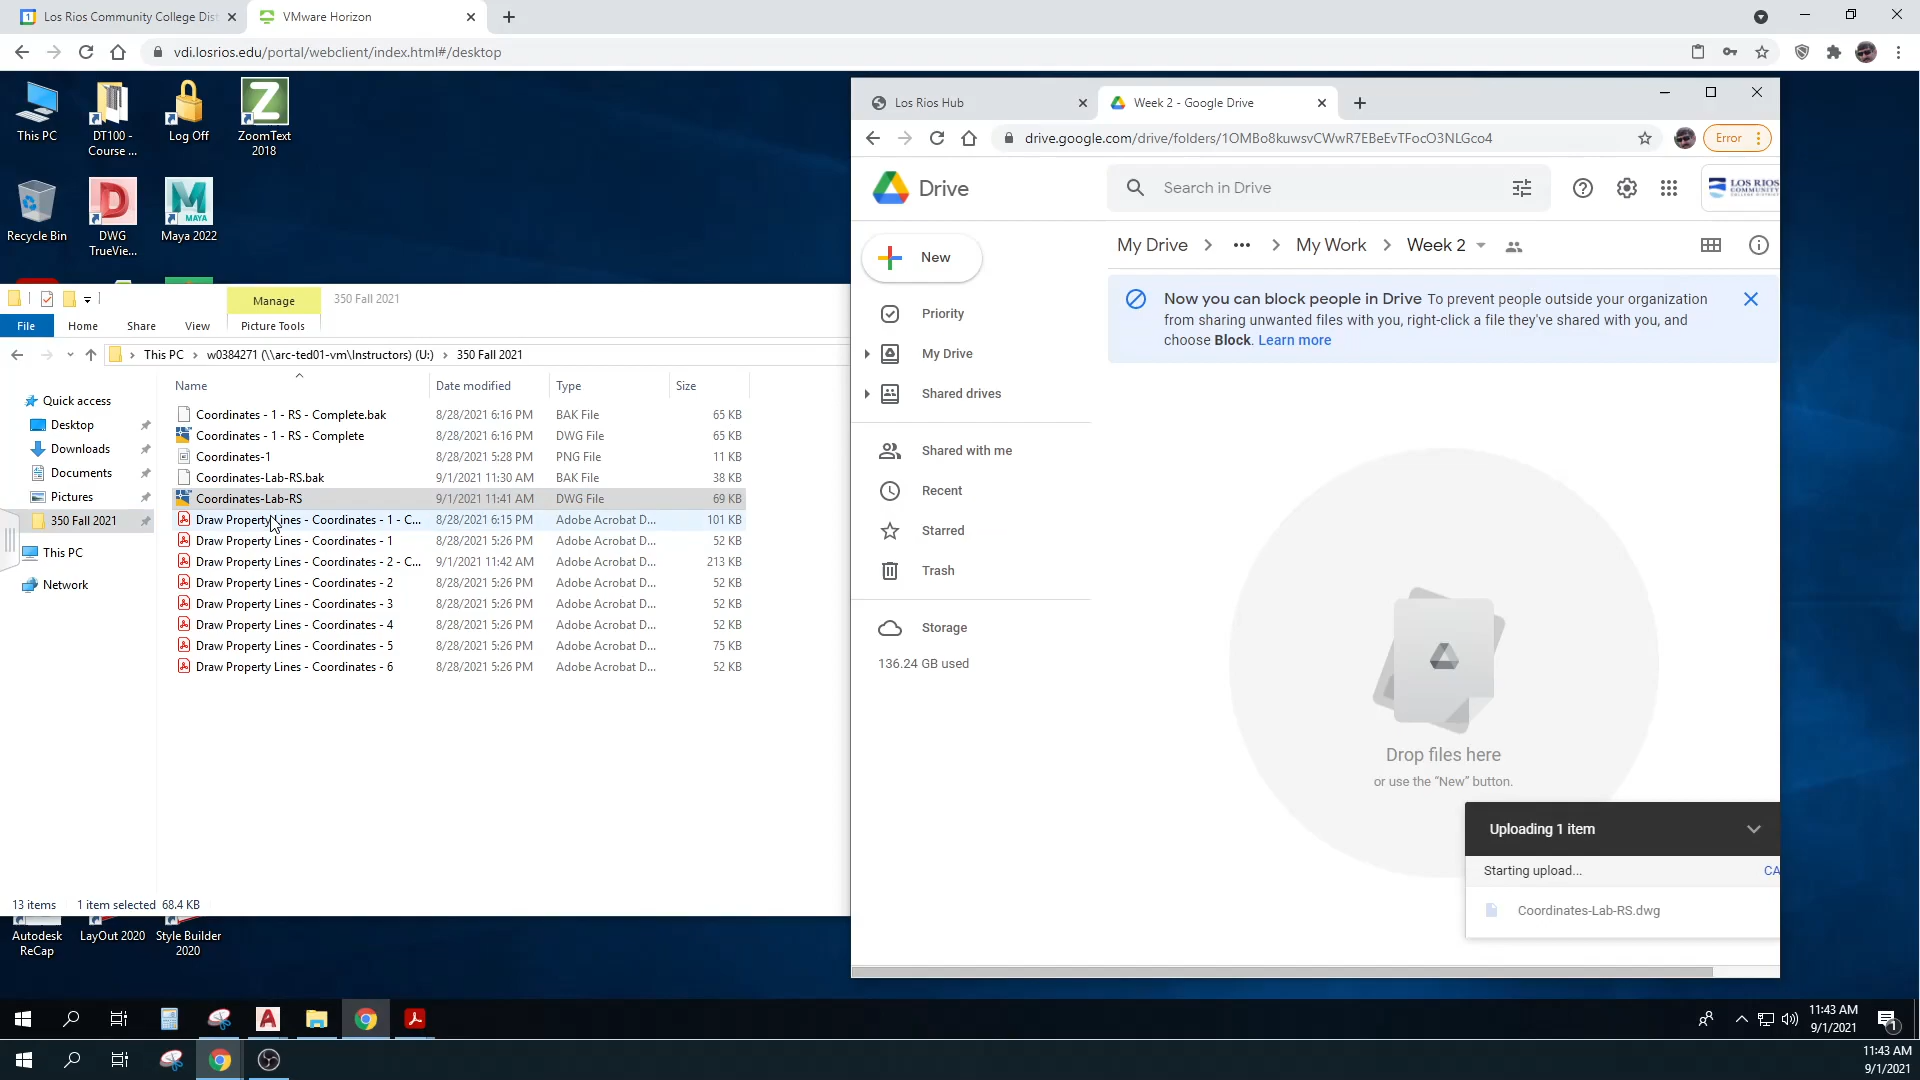 Los Rios Community College Dist
VMware Horizon
vdi.losrios.edu/portal/webclient/index.html#/desktop
This PC
DT100 - Course ...
Log Off
ZoomText 2018
Recycle Bin
DWG TrueVie...
Maya 2022
Manage
350 Fall 2021
File
Home
Share
View
Picture Tools
This PC
w0384271 (\\arc-ted01-vm\Instructors) (U:)
350 Fall 2021
Quick access
Desktop
Downloads
Documents
Pictures
350 Fall 2021
This PC
Network
Name Date modified Type Size
Coordinates - 1 - RS - Complete.bak 8/28/2021 6:16 PM BAK File 65 KB
Coordinates - 1 - RS - Complete 8/28/2021 6:16 PM DWG File 65 KB
Coordinates-1 8/28/2021 5:28 PM PNG File 11 KB
Coordinates-Lab-RS.bak 9/1/2021 11:30 AM BAK File 38 KB
Coordinates-Lab-RS 9/1/2021 11:41 AM DWG File 69 KB
Draw Property Lines - Coordinates - 1 - C... 8/28/2021 6:15 PM Adobe Acrobat D... 101 KB
Draw Property Lines - Coordinates - 1 8/28/2021 5:26 PM Adobe Acrobat D... 52 KB
Draw Property Lines - Coordinates - 2 - C... 9/1/2021 11:42 AM Adobe Acrobat D... 213 KB
Draw Property Lines - Coordinates - 2 8/28/2021 5:26 PM Adobe Acrobat D... 52 KB
Draw Property Lines - Coordinates - 3 8/28/2021 5:26 PM Adobe Acrobat D... 52 KB
Draw Property Lines - Coordinates - 4 8/28/2021 5:26 PM Adobe Acrobat D... 52 KB
Draw Property Lines - Coordinates - 5 8/28/2021 5:26 PM Adobe Acrobat D... 75 KB
Draw Property Lines - Coordinates - 6 8/28/2021 5:26 PM Adobe Acrobat D... 52 KB
13 items 1 item selected 68.4 KB
Autodesk ReCap
LayOut 2020
Style Builder 2020
Los Rios Hub
Week 2 - Google Drive
drive.google.com/drive/folders/1OMBo8kuwsvCWwR7EBeEvTFocO3NLGco4
Error
Drive
Search in Drive
LOS RIOS
COMMUNITY
COLLEGE DISTRICT
New
My Drive
My Work
Week 2
Now you can block people in Drive To prevent people outside your organization
from sharing unwanted files with you, right-click a file they've shared with you, and
choose Block. Learn more
Priority
My Drive
Shared drives
Shared with me
Recent
Starred
Trash
Storage
136.24 GB used
Drop files here
or use the “New” button.
Uploading 1 item
Starting upload...
CA
Coordinates-Lab-RS.dwg
11:43 AM
9/1/2021
1
11:43 AM
9/1/2021